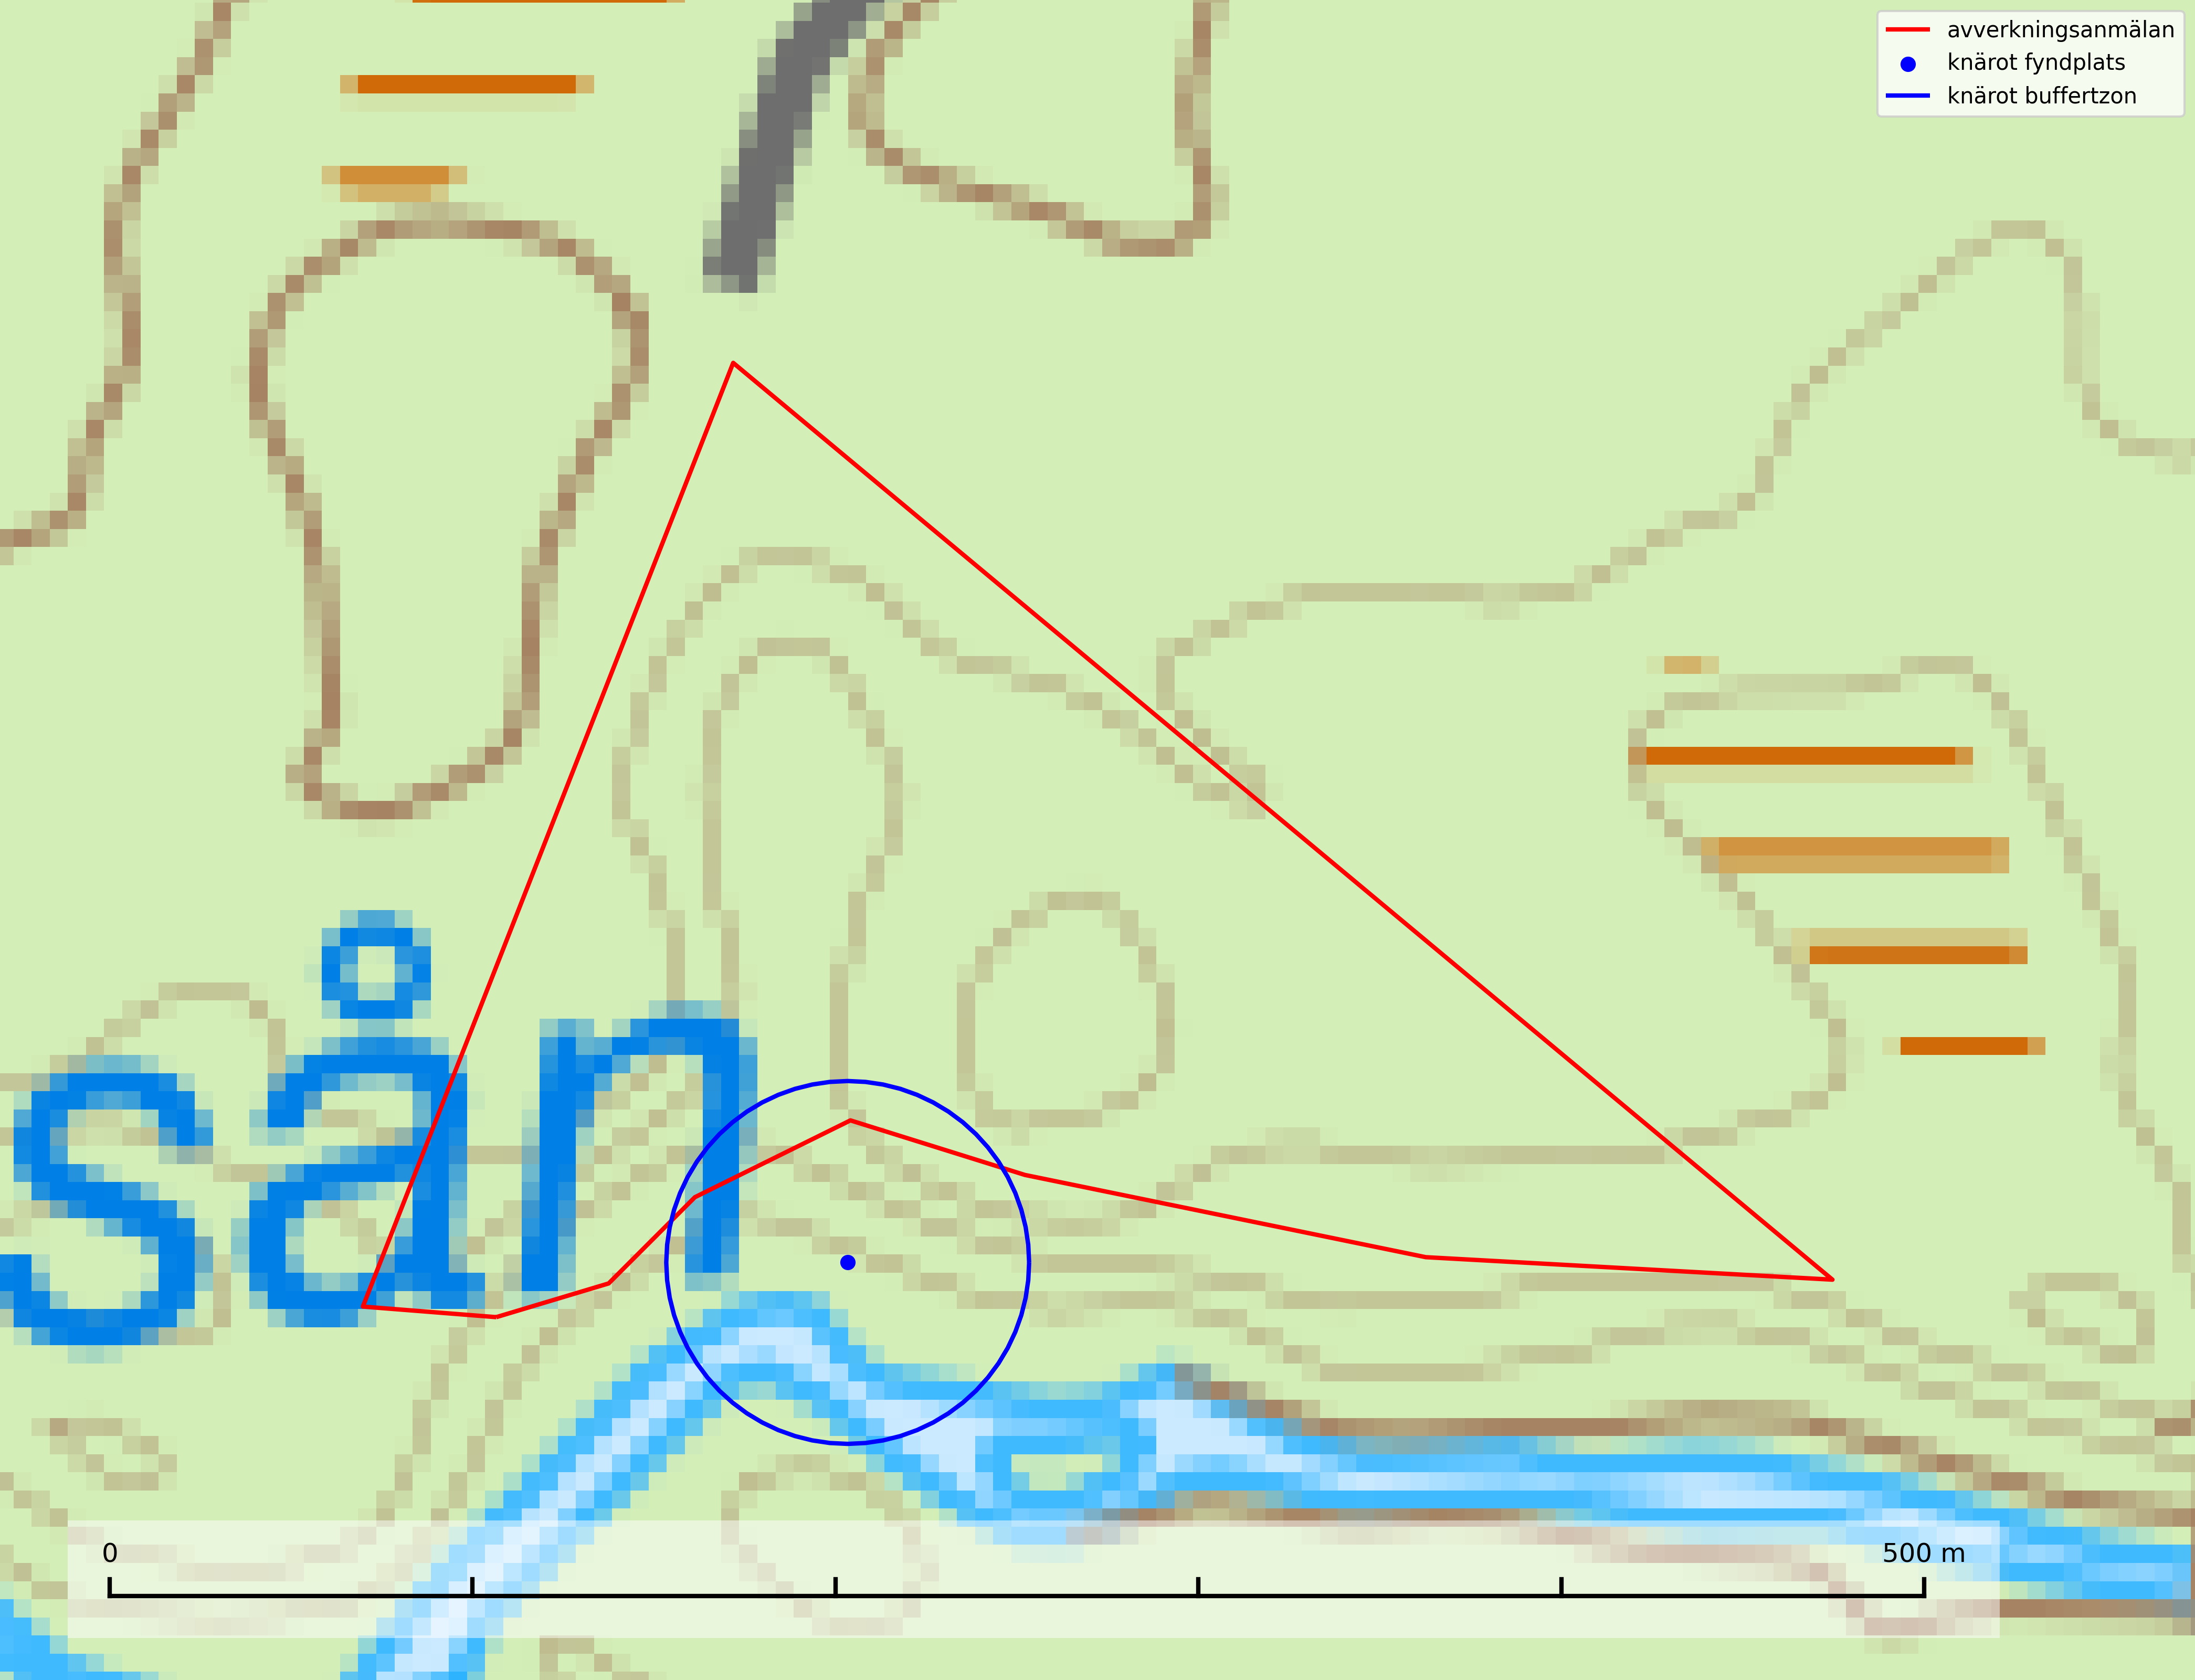 avverkningsanmälan
knärot fyndplats
knärot buffertzon
sån
0 500 m